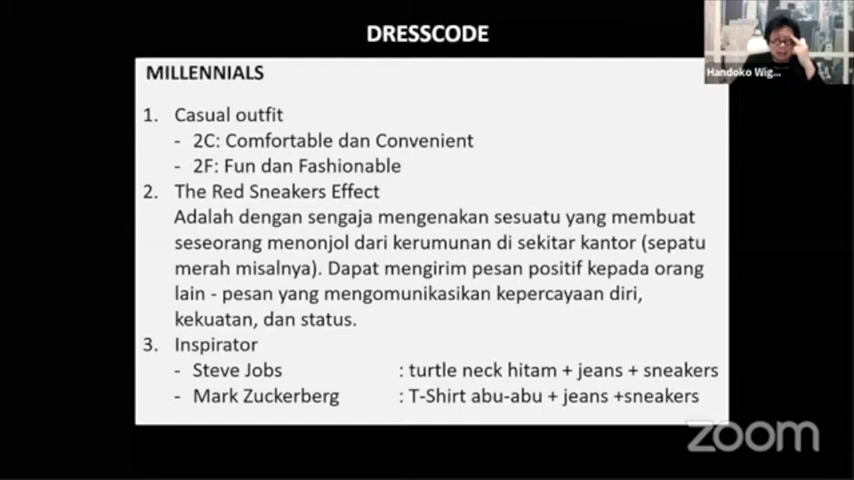 DRESSCODE
Handoko Wig...
MILLENNIALS
1. Casual outfit
- 2C: Comfortable dan Convenient
- 2F: Fun dan Fashionable
2. The Red Sneakers Effect
Adalah dengan sengaja mengenakan sesuatu yang membuat
seseorang menonjol dari kerumunan di sekitar kantor (sepatu
merah misalnya). Dapat mengirim pesan positif kepada orang
lain - pesan yang mengomunikasikan kepercayaan diri,
kekuatan, dan status.
3. Inspirator
- Steve Jobs : turtle neck hitam + jeans + sneakers
- Mark Zuckerberg : T-Shirt abu-abu + jeans +sneakers
zoom